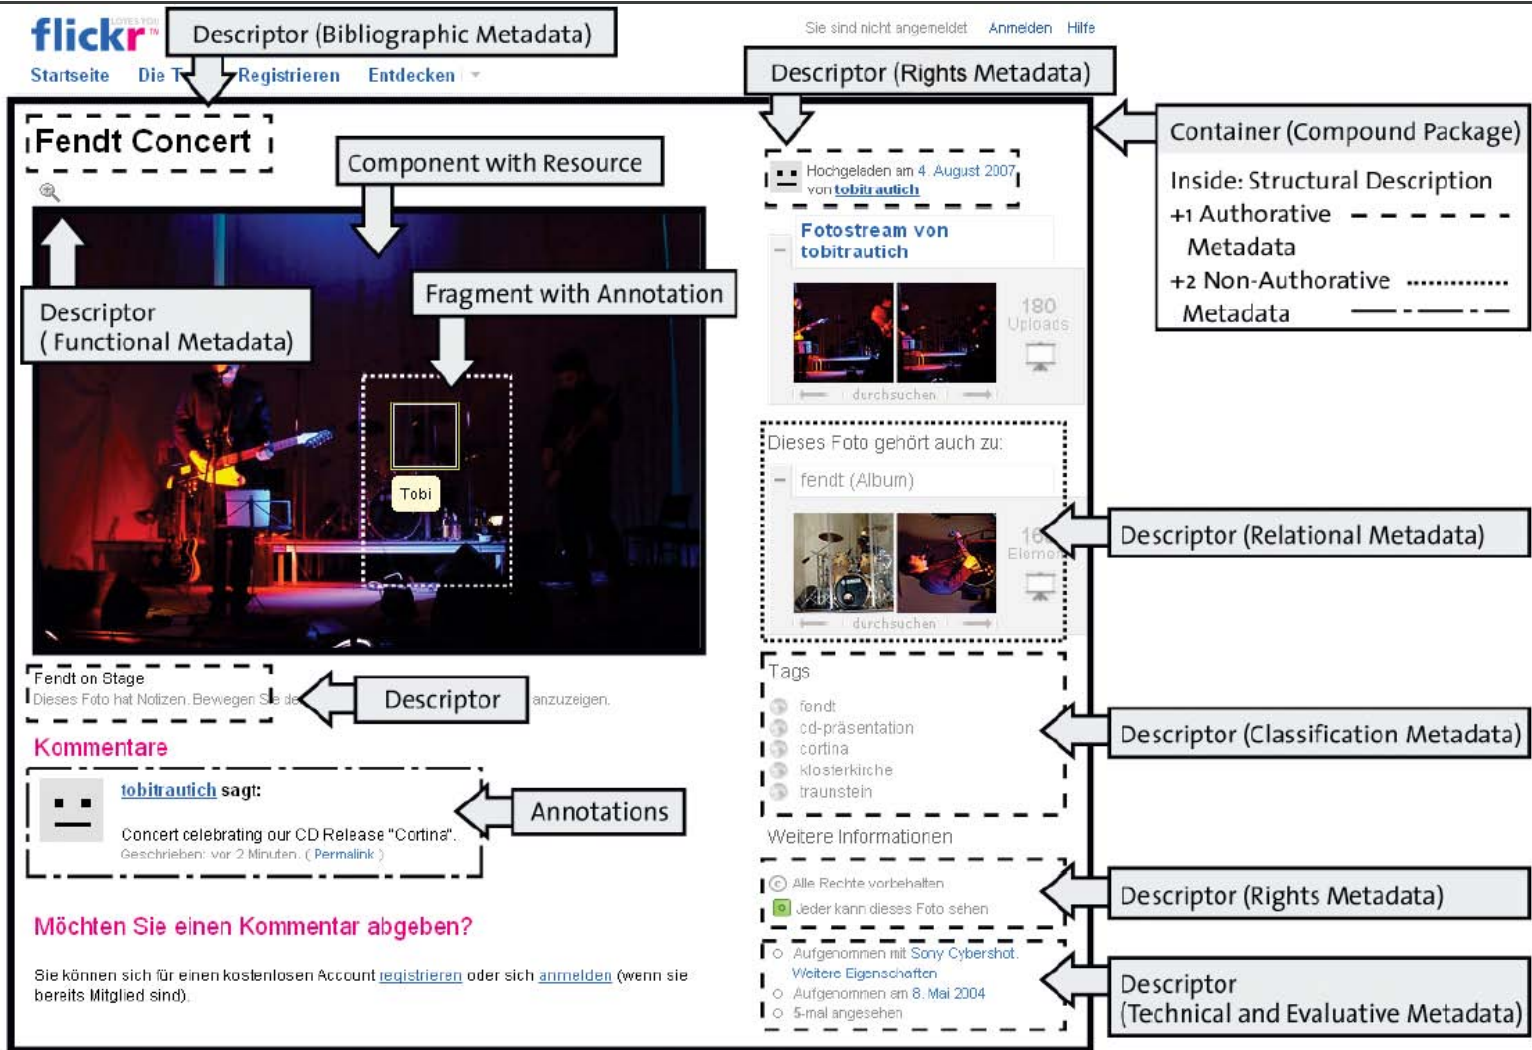 flickr LOVES YOU TM
Descriptor (Bibliographic Metadata)
Sie sind nicht angemeldet Anmelden Hilfe
Startseite Die T Registrieren Entdecken
Descriptor (Rights Metadata)
Fendt Concert
Component with Resource
Descriptor
( Functional Metadata)
Fragment with Annotation
Tobi
Fendt on Stage
Dieses Foto hat Notizen. Bewegen Sie de anzuzeigen.
Descriptor
Kommentare
tobitrautich sagt:
Concert celebrating our CD Release "Cortina".
Geschrieben: vor 2 Minuten. ( Permalink )
Annotations
Möchten Sie einen Kommentar abgeben?
Sie können sich für einen kostenlosen Account registrieren oder sich anmelden (wenn sie
bereits Mitglied sind).
Hochgeladen am 4. August 2007
von tobitrautich
Fotostream von
tobitrautich
180
Uploads
durchsuchen
Dieses Foto gehört auch zu:
fendt (Album)
16
Elemen
durchsuchen
Tags
fendt
cd-präsentation
cortina
klosterkirche
traunstein
Weitere Informationen
© Alle Rechte vorbehalten
Jeder kann dieses Foto sehen
Aufgenommen mit Sony Cybershot.
Weitere Eigenschaften
Aufgenommen am 8. Mai 2004
5-mal angesehen
Container (Compound Package)
Inside: Structural Description
+1 Authorative
Metadata
+2 Non-Authorative
Metadata
Descriptor (Relational Metadata)
Descriptor (Classification Metadata)
Descriptor (Rights Metadata)
Descriptor
(Technical and Evaluative Metadata)